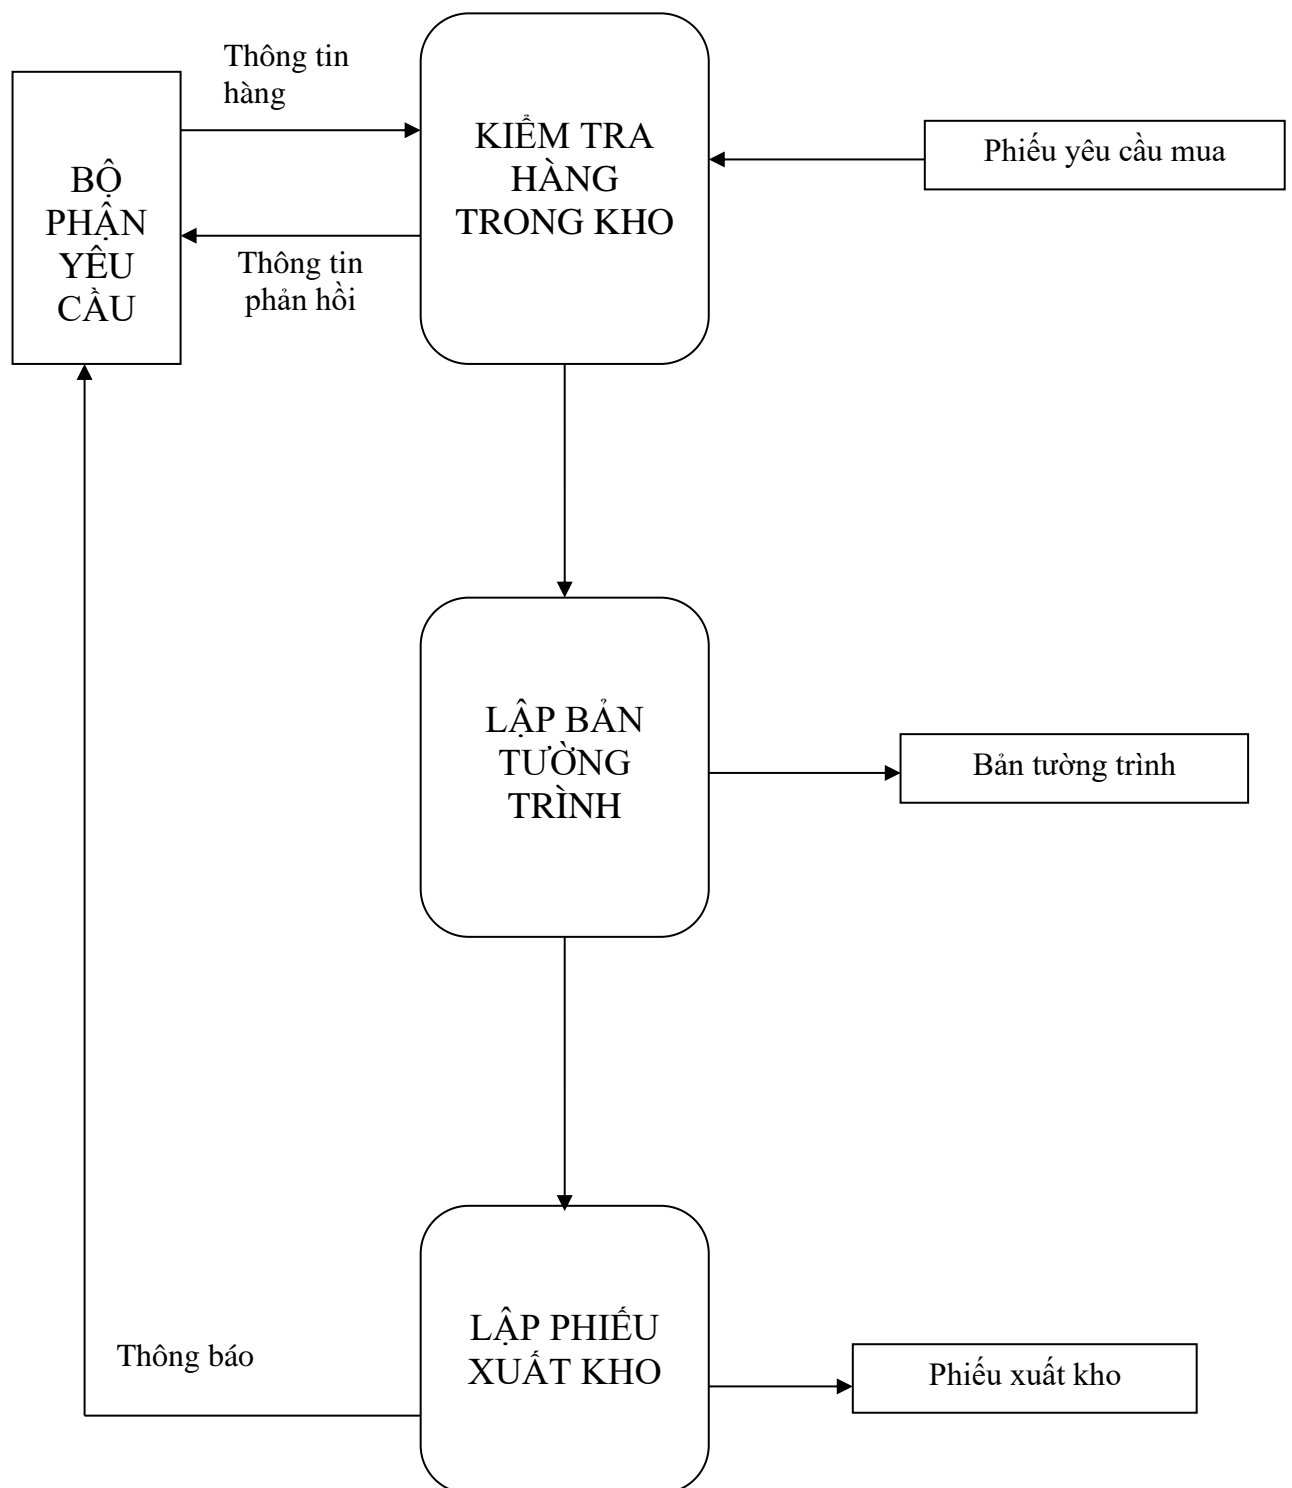 Thông tin
hàng
KIỂM TRA
HÀNG
TRONG KHO
Phiếu yêu cầu mua
BỘ
PHẬN
YÊU
CẦU
Thông tin
phản hồi
LẬP BẢN
TƯỜNG
TRÌNH
Bản tường trình
LẬP PHIẾU
XUẤT KHO
Thông báo
Phiếu xuất kho